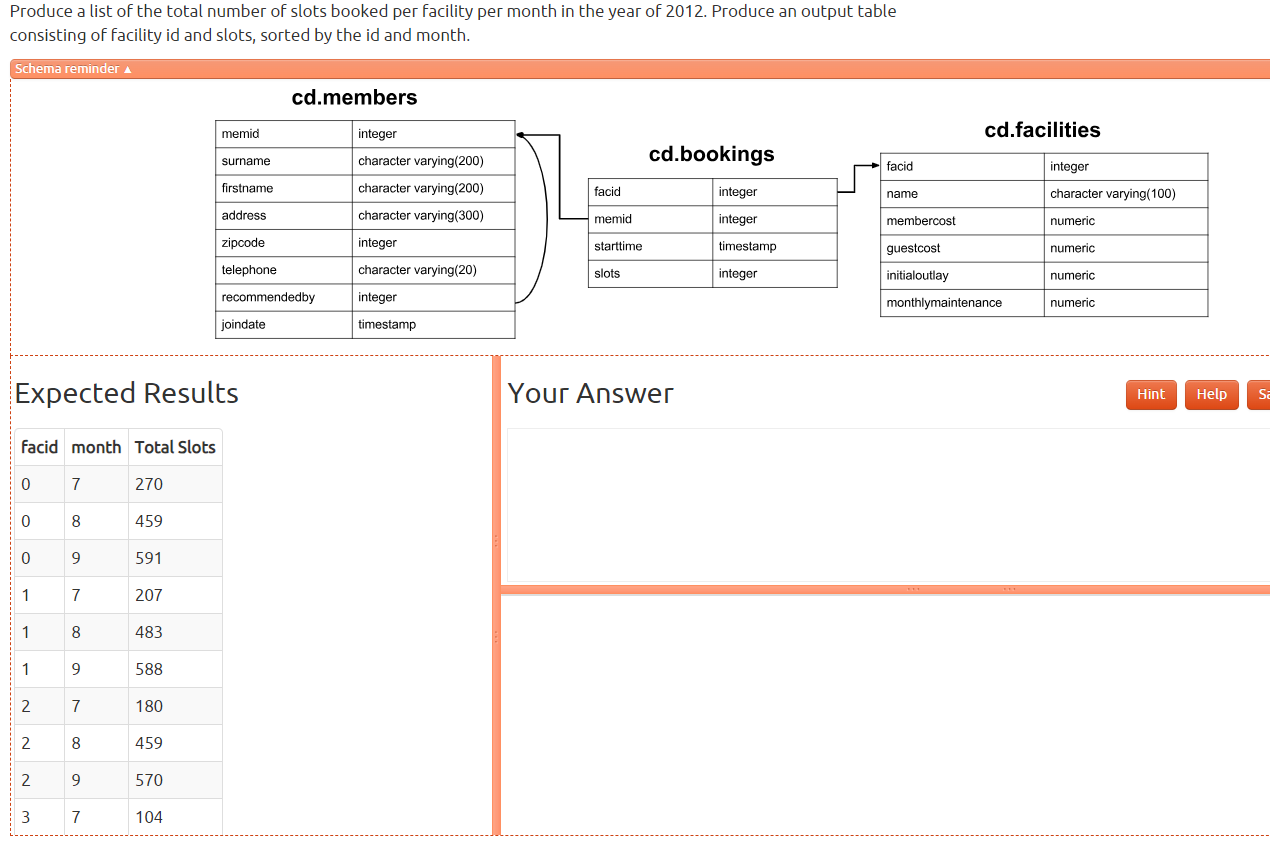 Produce a list of the total number of slots booked per facility per month in the year of 2012. Produce an output table
consisting of facility id and slots, sorted by the id and month.
Schema reminder ▲
cd.members
memid integer
surname character varying(200)
firstname character varying(200)
address character varying(300)
zipcode integer
telephone character varying(20)
recommendedby integer
joindate timestamp
cd.bookings
facid integer
memid integer
starttime timestamp
slots integer
cd.facilities
facid integer
name character varying(100)
membercost numeric
guestcost numeric
initialoutlay numeric
monthlymaintenance numeric
Expected Results
facid month Total Slots
0 7 270
0 8 459
0 9 591
1 7 207
1 8 483
1 9 588
2 7 180
2 8 459
2 9 570
3 7 104
Your Answer
Hint Help Sa